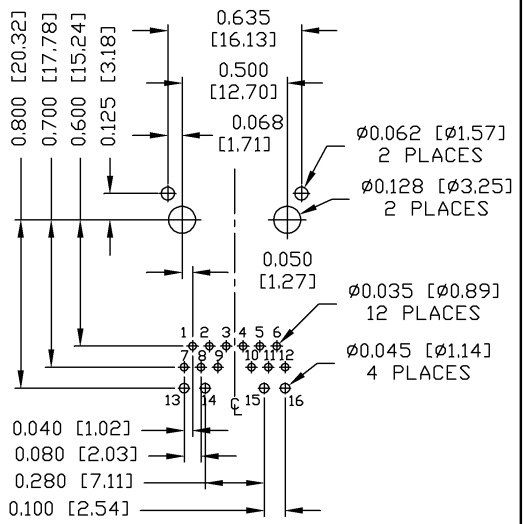 0.800 [20.32]
0.700 [17.78]
0.600 [15.24]
0.125 [3.18]
0.635
[16.13]
0.500
[12.70]
0.068
[1.71]
Ø0.062 [Ø1.57]
2 PLACES
Ø0.128 [Ø3.25]
2 PLACES
0.050
[1.27]
Ø0.035 [Ø0.89]
12 PLACES
1 2 3 4 5 6
Ø0.045 [Ø1.14]
4 PLACES
7 8 9 10 11 12
13 14 15 16
℄
0.040 [1.02]
0.080 [2.03]
0.280 [7.11]
0.100 [2.54]